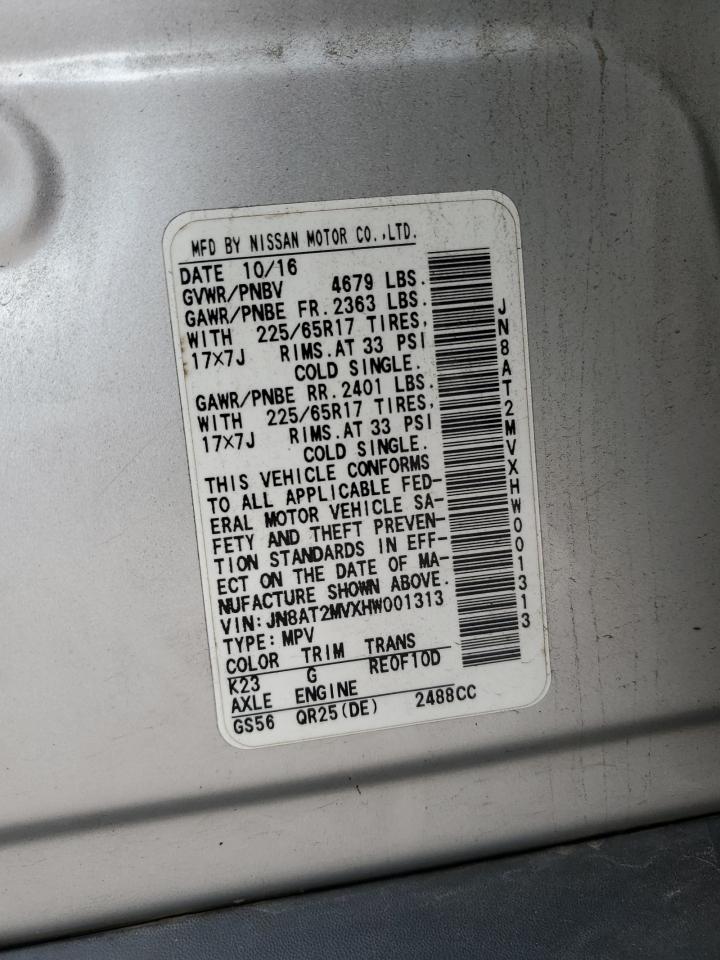 MFD BY NISSAN MOTOR CO.,LTD.
DATE 10/16
GVWR/PNBV 4679 LBS.
GAWR/PNBE FR.2363 LBS.
WITH 225/65R17 TIRES,
17×7J RIMS.AT 33 PSI
COLD SINGLE.
GAWR/PNBE RR.2401 LBS.
WITH 225/65R17 TIRES,
17×7J RIMS.AT 33 PSI
COLD SINGLE.
THIS VEHICLE CONFORMS
TO ALL APPLICABLE FED-
ERAL MOTOR VEHICLE SA-
FETY AND THEFT PREVEN-
TION STANDARDS IN EFF-
ECT ON THE DATE OF MA-
NUFACTURE SHOWN ABOVE.
VIN:JN8AT2MVXHW001313
TYPE:MPV
COLOR TRIM TRANS
K23 G RE0F10D
AXLE ENGINE
GS56 QR25(DE) 2488CC
JN8AT2MVXHW001313